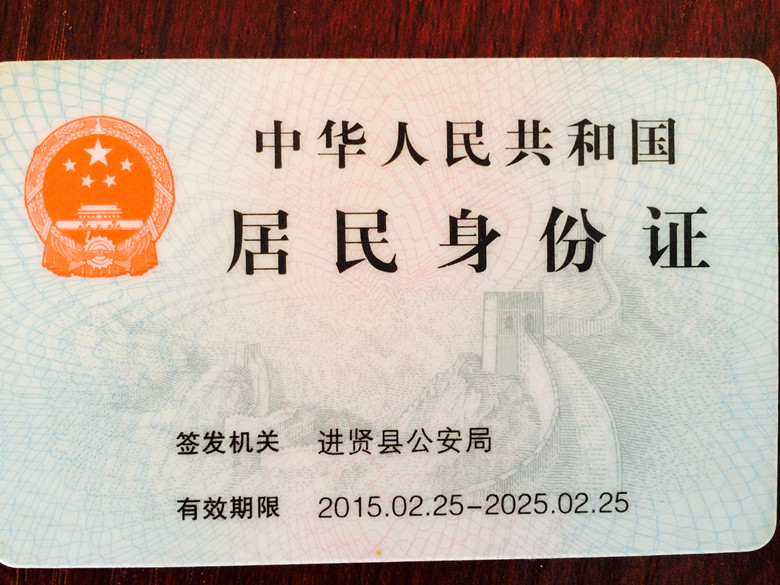 中华人民共和国
居民身份证
签发机关 进贤县公安局
有效期限 2015.02.25-2025.02.25